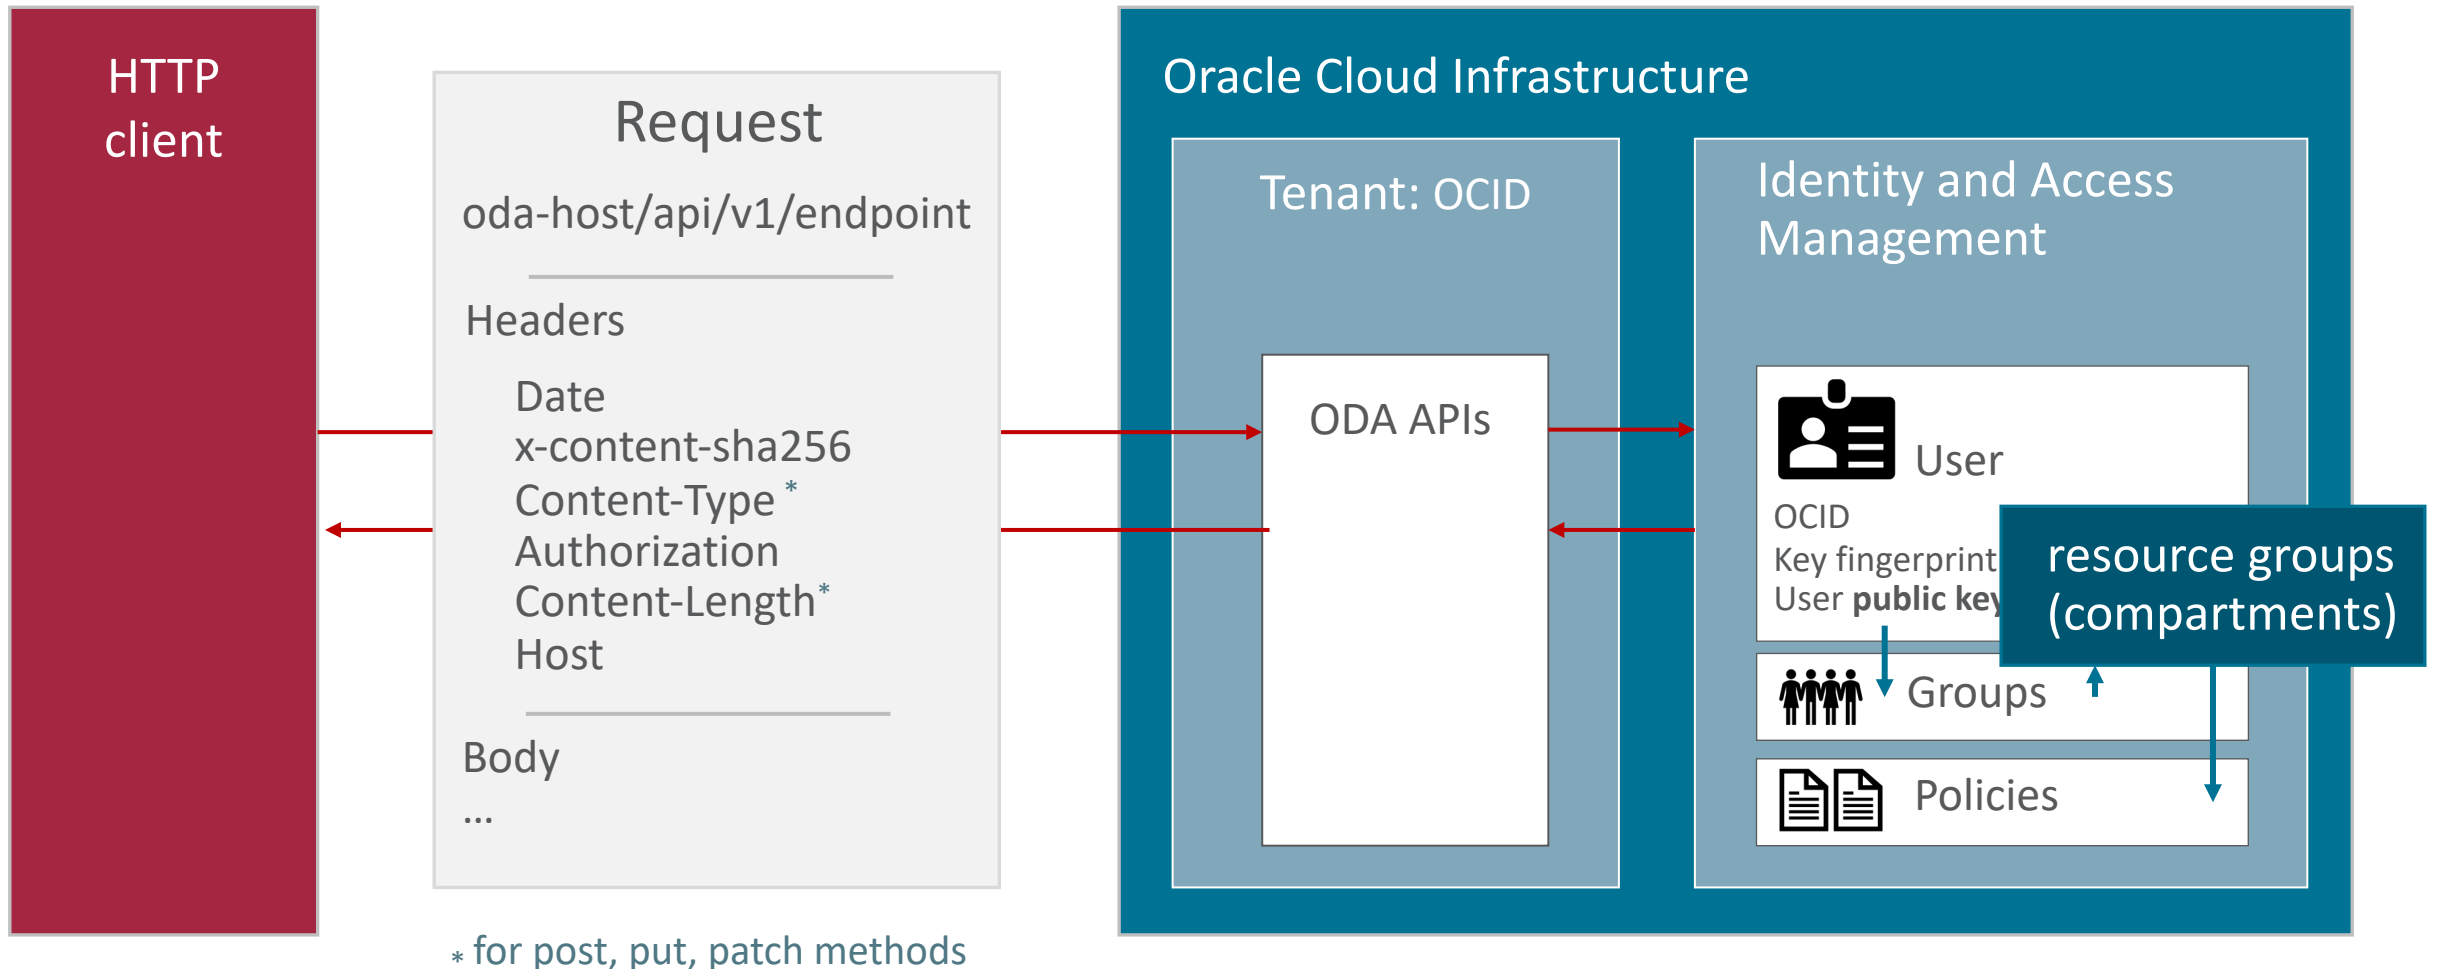 HTTP
client
Request
oda-host/api/v1/endpoint
Headers
Date
x-content-sha256
Content-Type *
Authorization
Content-Length*
Host
Body
...
* for post, put, patch methods
Oracle Cloud Infrastructure
Tenant: OCID
ODA APIs
Identity and Access
Management
User
OCID
Key fingerprint
User public key
resource groups
(compartments)
Groups
Policies